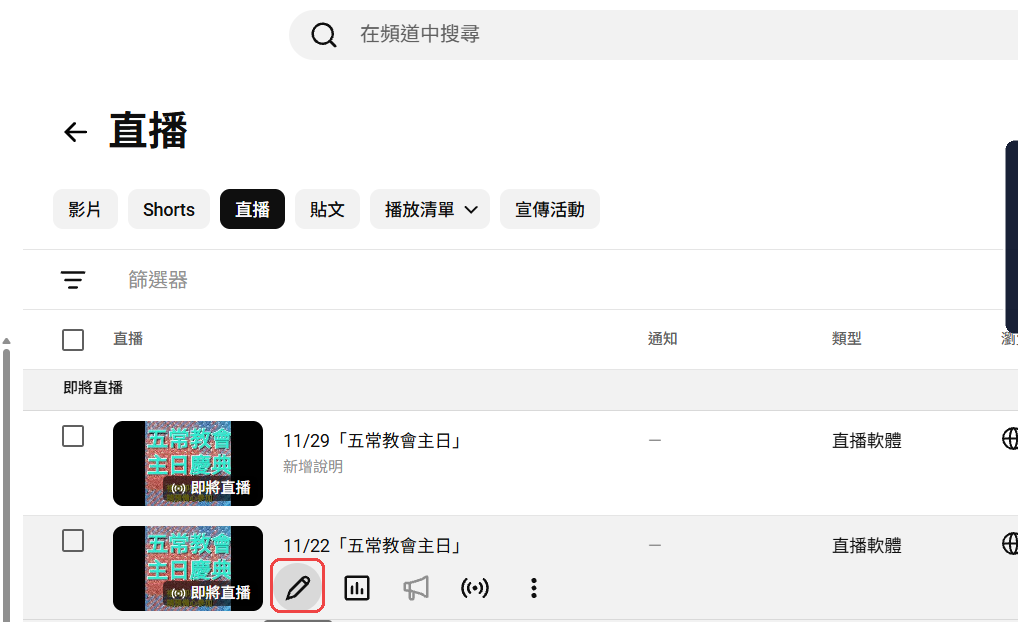 在頻道中搜尋
直播
影片 Shorts 直播 貼文 播放清單 宣傳活動
篩選器
直播 通知 類型
即將直播
五常教會
主日慶典
即將直播
11/29「五常教會主日」
新增說明
— 直播軟體
五常教會
主日慶典
即將直播
11/22「五常教會主日」
— 直播軟體